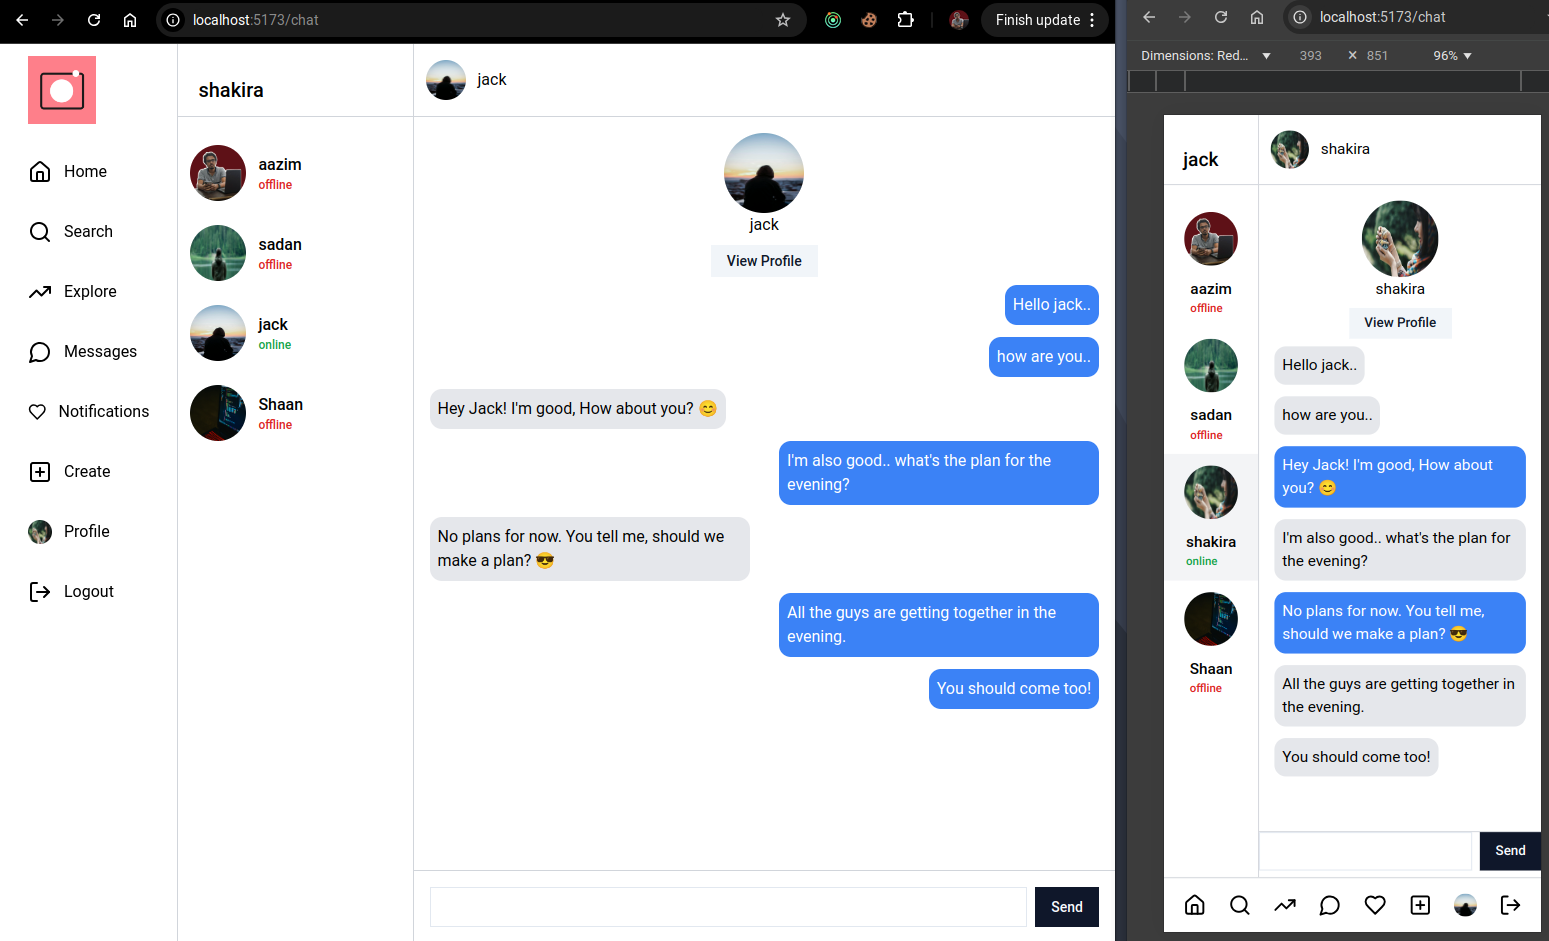 localhost:5173/chat
Finish update
Home
Search
Explore
Messages
Notifications
Create
Profile
Logout
shakira
aazim
offline
sadan
offline
jack
online
Shaan
offline
jack
jack
View Profile
Hello jack..
how are you..
Hey Jack! I'm good, How about you? 😊
I'm also good.. what's the plan for the
evening?
No plans for now. You tell me, should we
make a plan? 😎
All the guys are getting together in the
evening.
You should come too!
Send
localhost:5173/chat
Dimensions: Red... 393 × 851 96%
jack
aazim
offline
sadan
offline
shakira
online
Shaan
offline
shakira
shakira
View Profile
Hello jack..
how are you..
Hey Jack! I'm good, How about
you? 😊
I'm also good.. what's the plan for
the evening?
No plans for now. You tell me,
should we make a plan? 😎
All the guys are getting together in
the evening.
You should come too!
Send